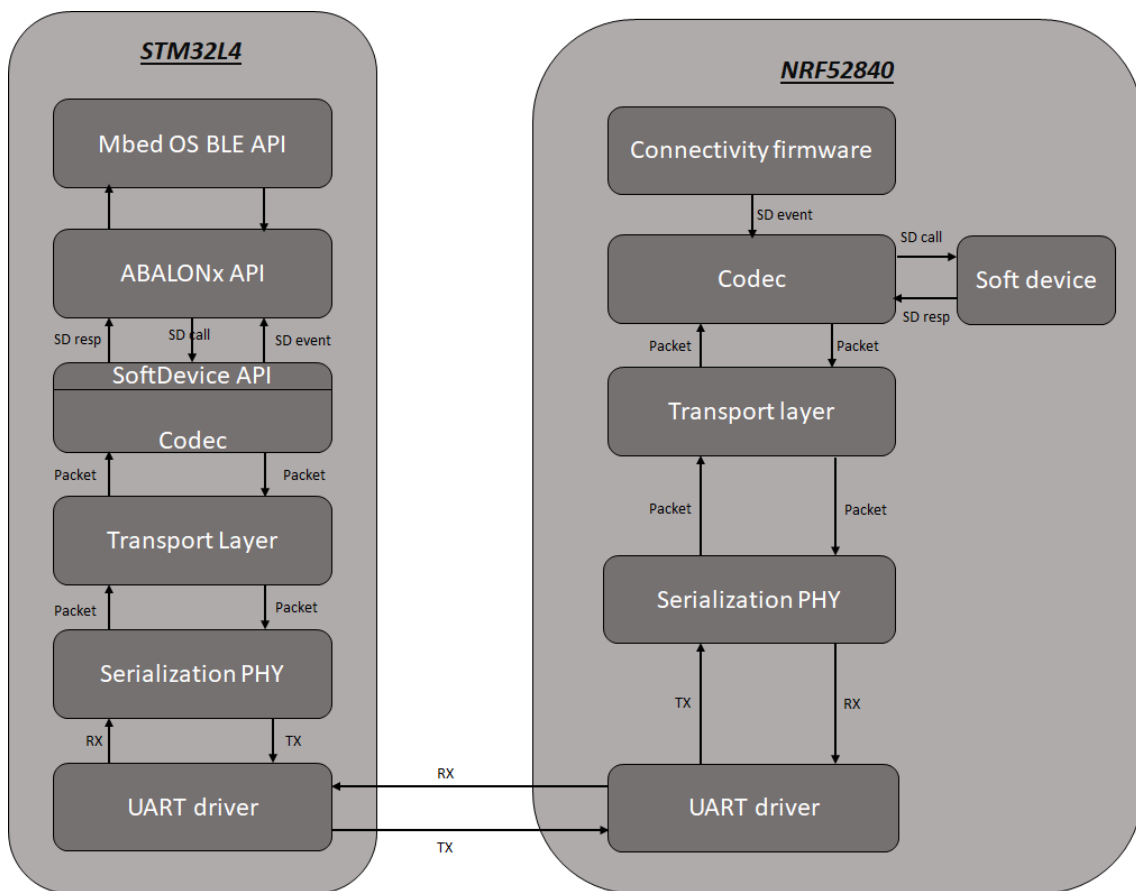 STM32L4
Mbed OS BLE API
ABALONx API
SD resp
SD call
SD event
SoftDevice API
Codec
Packet
Packet
Transport Layer
Packet
Packet
Serialization PHY
RX
TX
UART driver
RX
TX
NRF52840
Connectivity firmware
SD event
Codec
SD call
Soft device
SD resp
Packet
Packet
Transport layer
Packet
Packet
Serialization PHY
TX
RX
UART driver